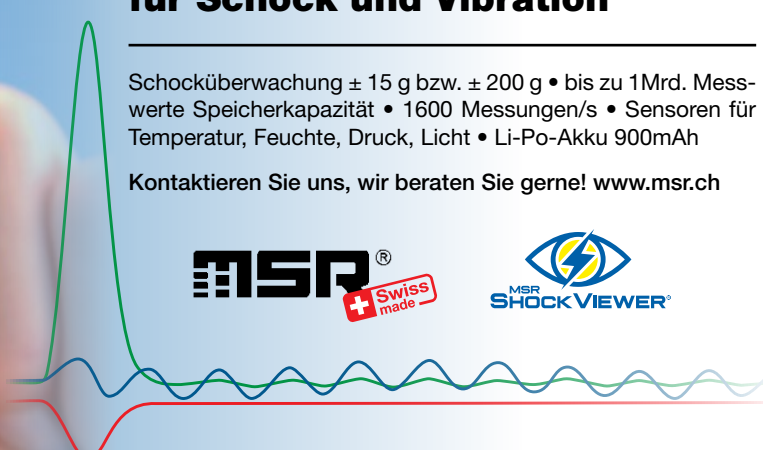 für Schock und Vibration
Schocküberwachung ± 15 g bzw. ± 200 g • bis zu 1Mrd. Mess-
werte Speicherkapazität • 1600 Messungen/s • Sensoren für
Temperatur, Feuchte, Druck, Licht • Li-Po-Akku 900mAh
Kontaktieren Sie uns, wir beraten Sie gerne! www.msr.ch
MSR®
Swiss
made
MSR
SHOCKVIEWER®